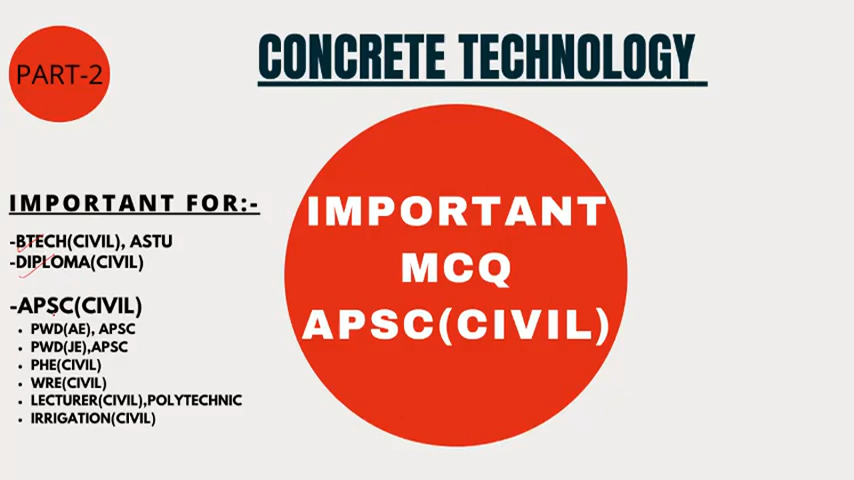 PART-2
CONCRETE TECHNOLOGY
IMPORTANT FOR:-
-BTECH(CIVIL), ASTU
-DIPLOMA(CIVIL)
-APSC(CIVIL)
• PWD(AE), APSC
• PWD(JE),APSC
• PHE(CIVIL)
• WRE(CIVIL)
• LECTURER(CIVIL),POLYTECHNIC
• IRRIGATION(CIVIL)
IMPORTANT
MCQ
APSC(CIVIL)